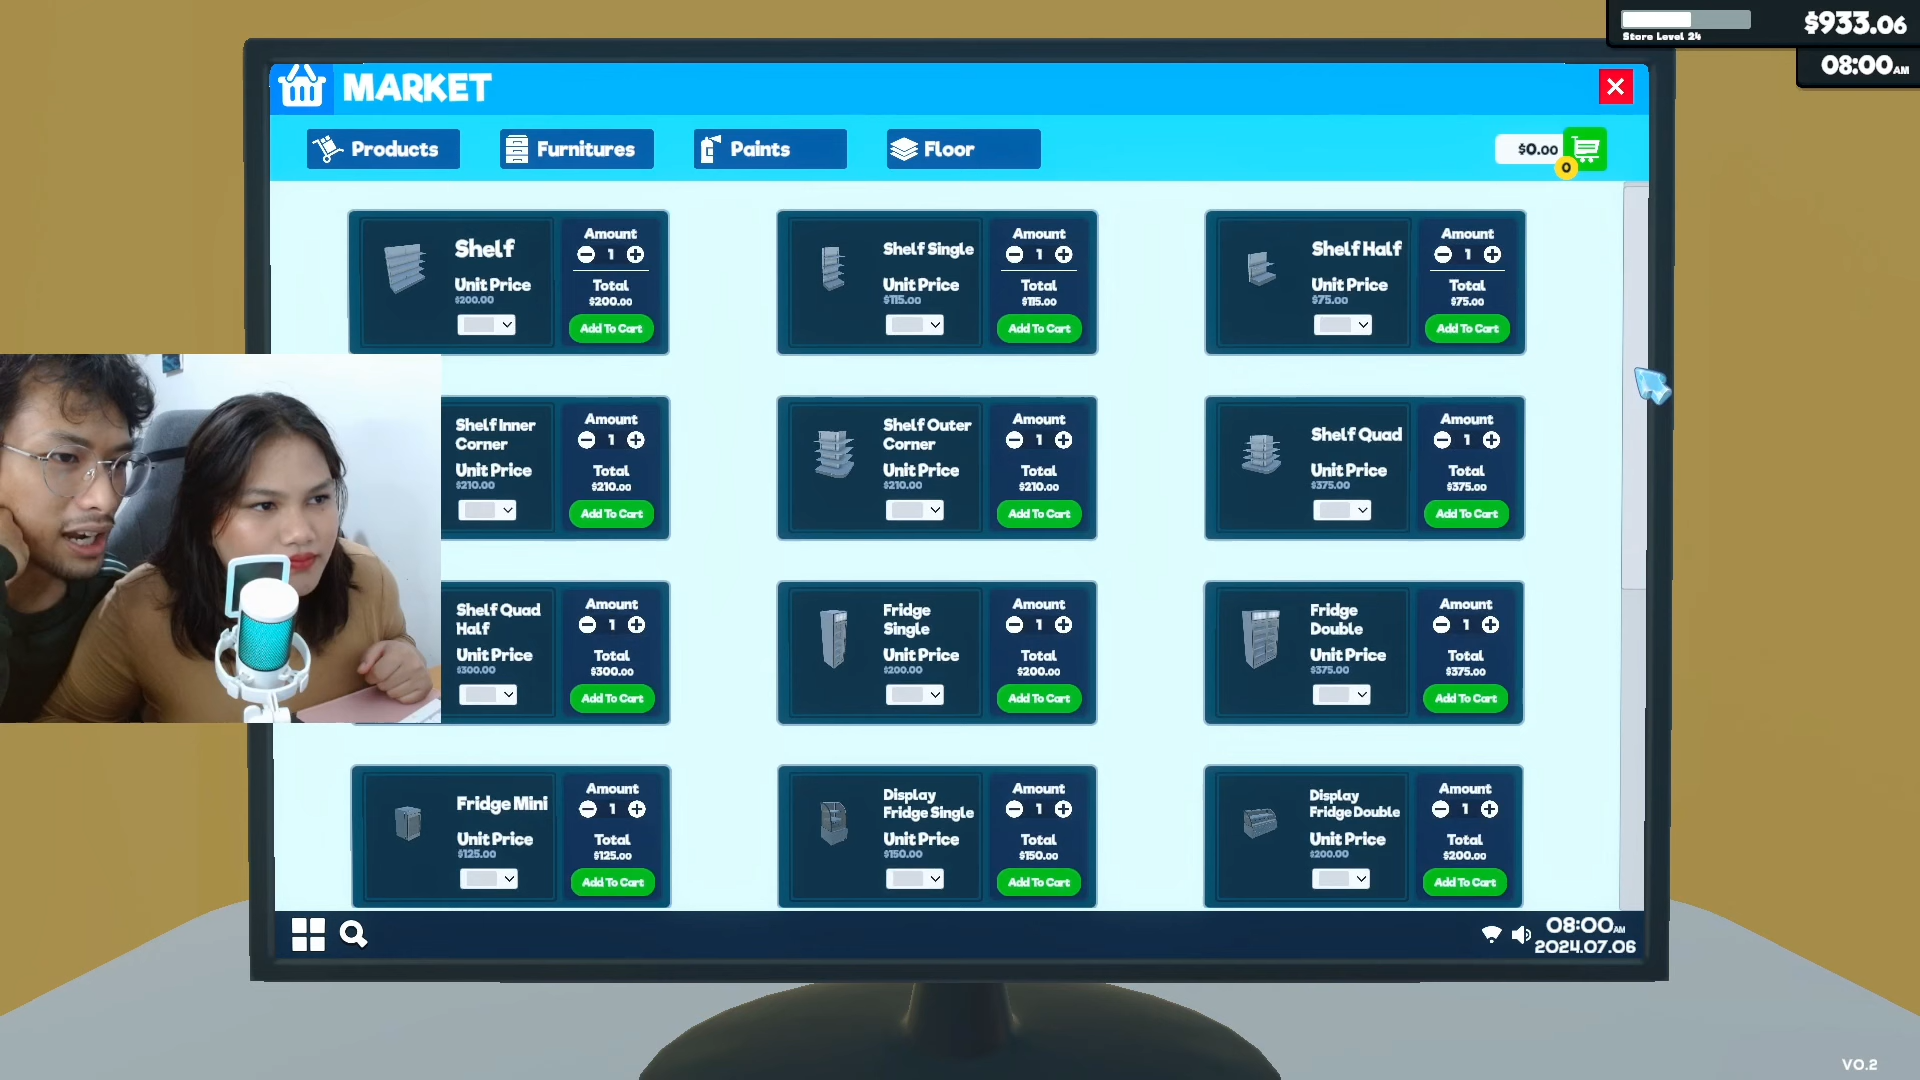 $933.06
Store Level 24
08:00AM
MARKET
Products
Furnitures
Paints
Floor
$0.00
0
Shelf
Unit Price
$200.00
Amount
1
Total
$200.00
Add To Cart
Shelf Single
Unit Price
$115.00
Amount
1
Total
$115.00
Add To Cart
Shelf Half
Unit Price
$75.00
Amount
1
Total
$75.00
Add To Cart
Shelf Inner
Corner
Unit Price
$210.00
Amount
1
Total
$210.00
Add To Cart
Shelf Outer
Corner
Unit Price
$210.00
Amount
1
Total
$210.00
Add To Cart
Shelf Quad
Unit Price
$375.00
Amount
1
Total
$375.00
Add To Cart
Shelf Quad
Half
Unit Price
$300.00
Amount
1
Total
$300.00
Add To Cart
Fridge
Single
Unit Price
$200.00
Amount
1
Total
$200.00
Add To Cart
Fridge
Double
Unit Price
$375.00
Amount
1
Total
$375.00
Add To Cart
Fridge Mini
Unit Price
$125.00
Amount
1
Total
$125.00
Add To Cart
Display
Fridge Single
Unit Price
$150.00
Amount
1
Total
$150.00
Add To Cart
Display
Fridge Double
Unit Price
$200.00
Amount
1
Total
$200.00
Add To Cart
08:00AM
2024.07.06
V0.2